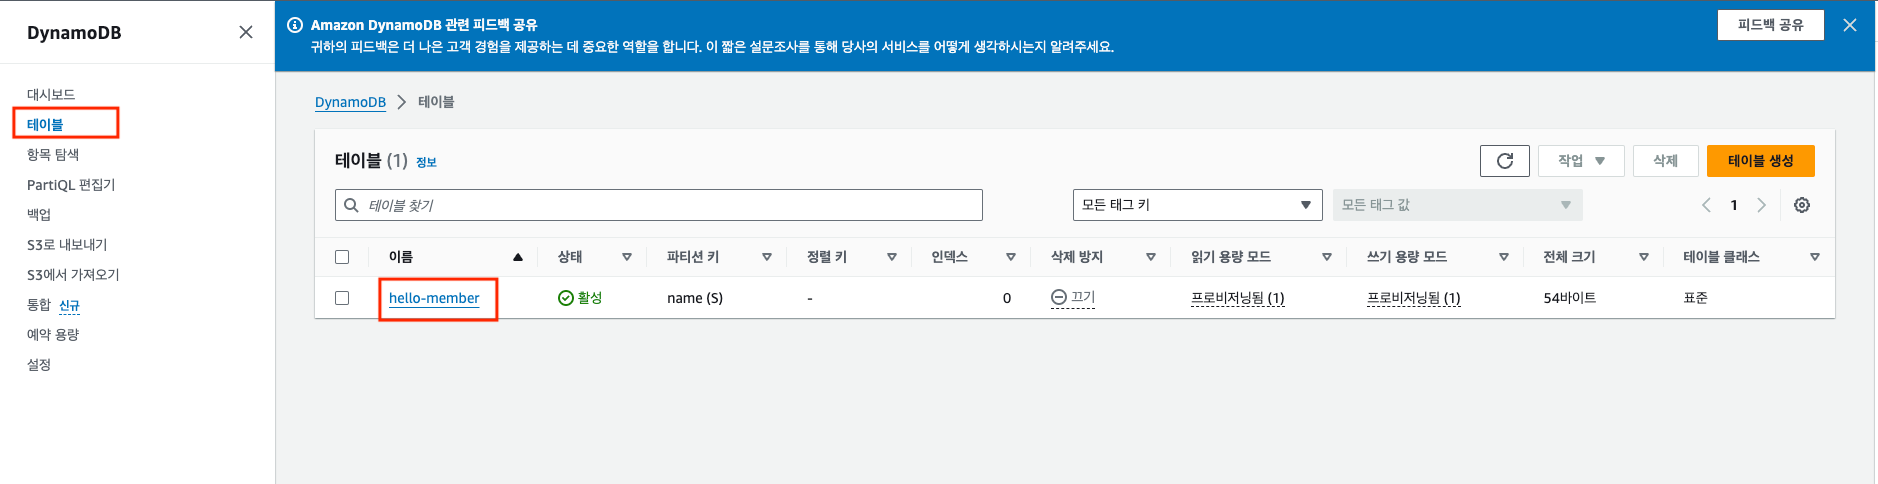 DynamoDB
대시보드
테이블
항목 탐색
PartiQL 편집기
백업
S3로 내보내기
S3에서 가져오기
통합 신규
예약 용량
설정
Amazon DynamoDB 관련 피드백 공유
귀하의 피드백은 더 나은 고객 경험을 제공하는 데 중요한 역할을 합니다. 이 짧은 설문조사를 통해 당사의 서비스를 어떻게 생각하시는지 알려주세요.
피드백 공유
DynamoDB 테이블
테이블 (1) 정보
작업 삭제 테이블 생성
테이블 찾기 모든 태그 키 모든 태그 값 1
이름 상태 파티션 키 정렬 키 인덱스 삭제 방지 읽기 용량 모드 쓰기 용량 모드 전체 크기 테이블 클래스
hello-member 활성 name (S) - 0 끄기 프로비저닝됨 (1) 프로비저닝됨 (1) 54바이트 표준